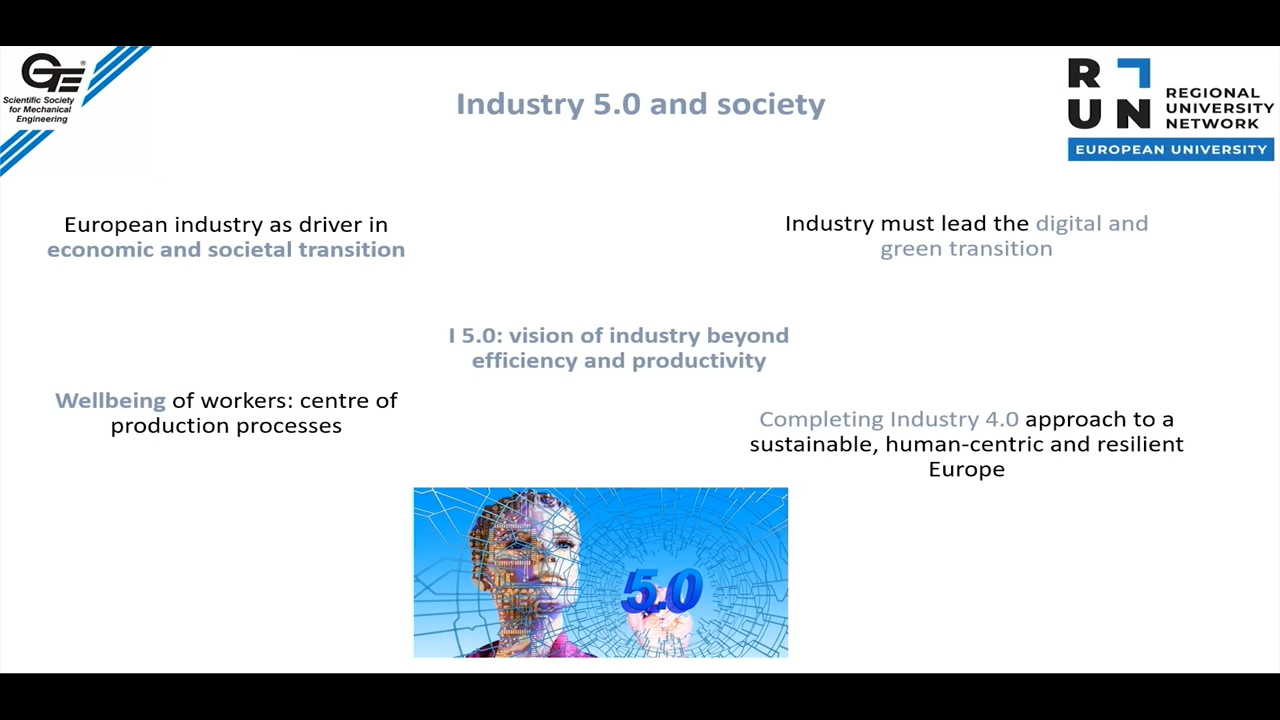 GTE®
Scientific Society
for Mechanical
Engineering
Industry 5.0 and society
R UN
REGIONAL
UNIVERSITY
NETWORK
EUROPEAN UNIVERSITY
European industry as driver in
economic and societal transition
Industry must lead the digital and
green transition
I 5.0: vision of industry beyond
efficiency and productivity
Wellbeing of workers: centre of
production processes
Completing Industry 4.0 approach to a
sustainable, human-centric and resilient
Europe
5.0